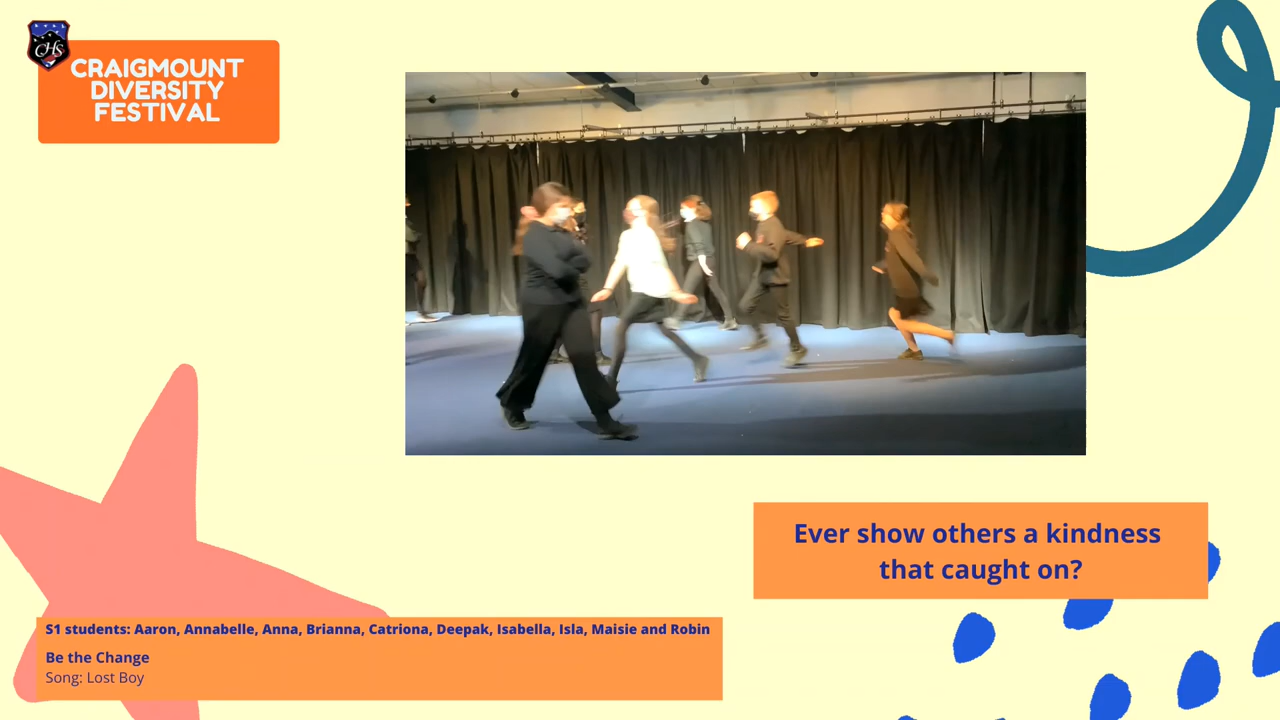 CHS
CRAIGMOUNT
DIVERSITY
FESTIVAL
Ever show others a kindness
that caught on?
S1 students: Aaron, Annabelle, Anna, Brianna, Catriona, Deepak, Isabella, Isla, Maisie and Robin
Be the Change
Song: Lost Boy